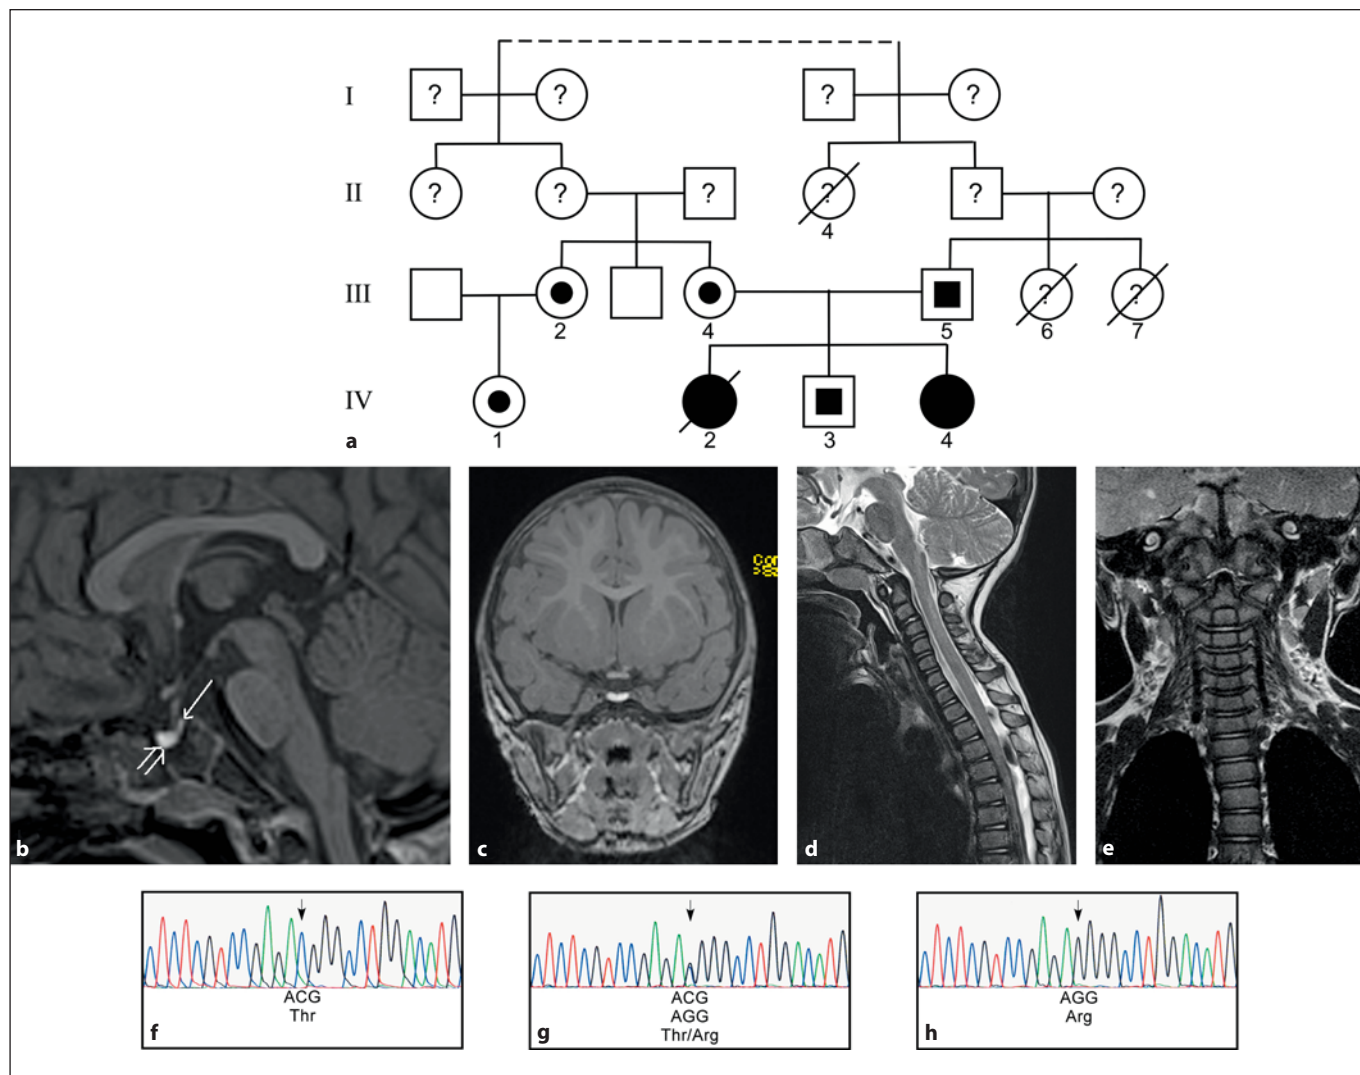 I
? ? ? ?
II
? ? ? ? ? ?
4
III
? ?
2 4 5 6 7
IV
a
1 2 3 4
b c d e
ACG
Thr
f
ACG
AGG
Thr/Arg
g
AGG
Arg
h